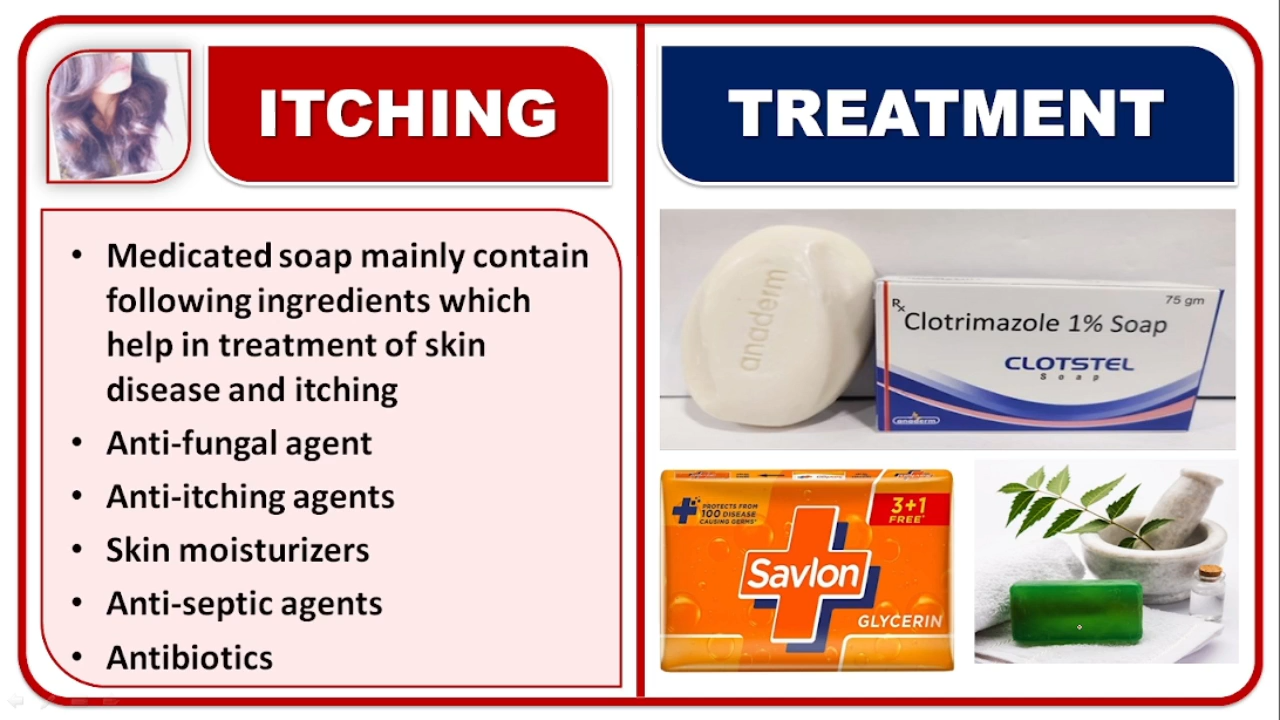 ITCHING
TREATMENT
• Medicated soap mainly contain
following ingredients which
help in treatment of skin
disease and itching
• Anti-fungal agent
• Anti-itching agents
• Skin moisturizers
• Anti-septic agents
• Antibiotics
anaderm
Rx
75 gm
Clotrimazole 1% Soap
CLOTSTEL
Soap
anaderm
PROTECTS FROM
100 DISEASE
CAUSING GERMS*
3+1
FREE*
Savlon
GLYCERIN